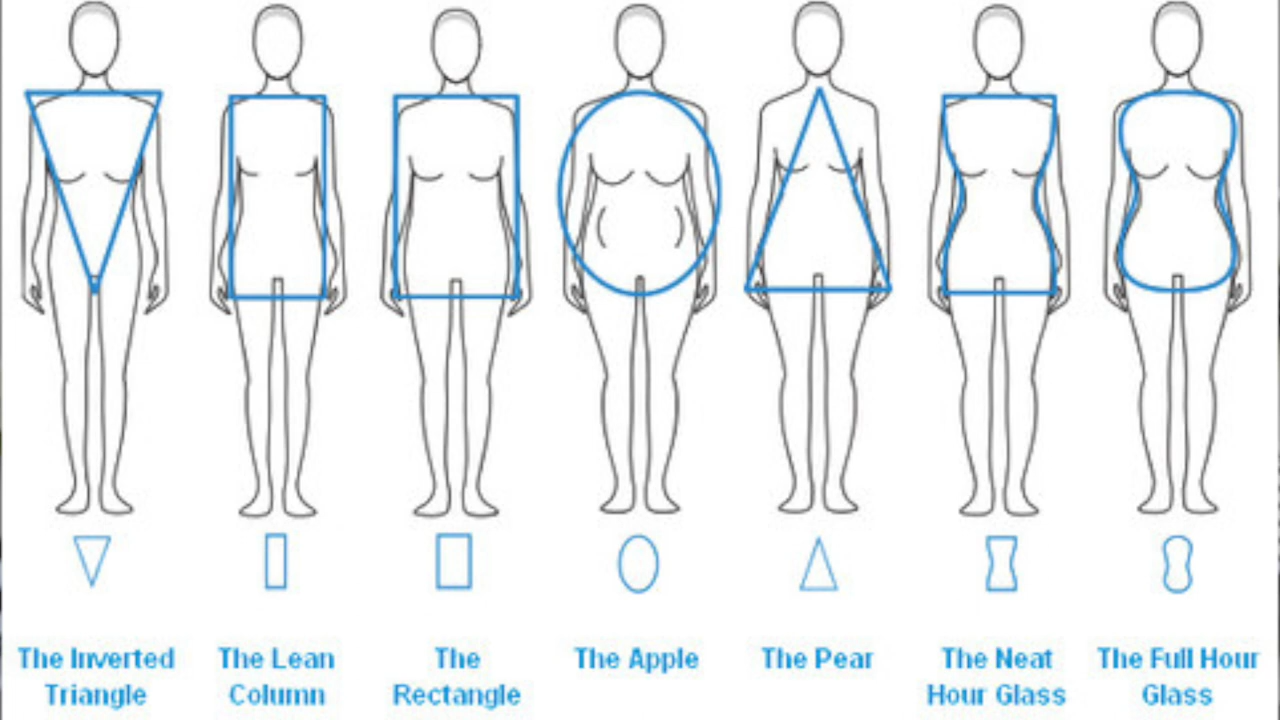 The Inverted
Triangle
The Lean
Column
The
Rectangle
The Apple
The Pear
The Neat
Hour Glass
The Full Hour
Glass